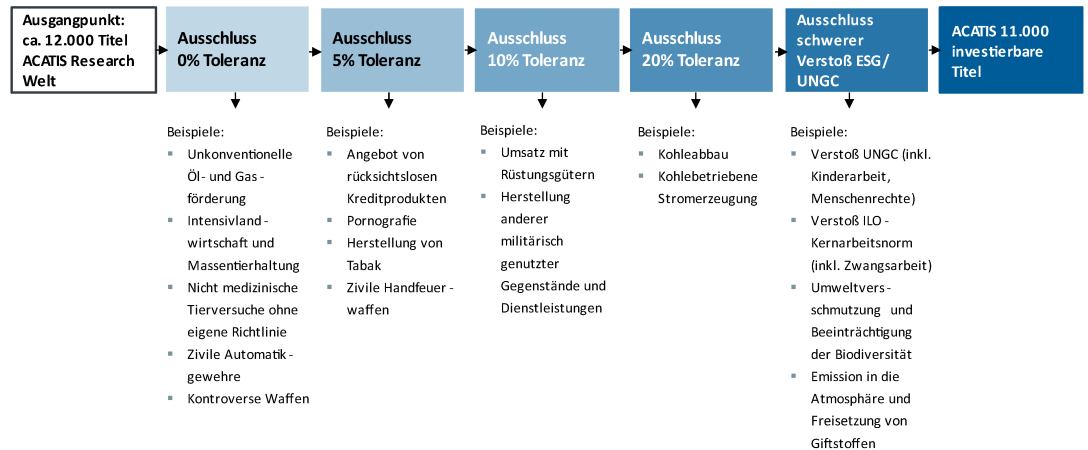 Ausgangpunkt:
ca. 12.000 Titel
ACATIS Research
Welt
Ausschluss
0% Toleranz
Ausschluss
5% Toleranz
Ausschluss
10% Toleranz
Ausschluss
20% Toleranz
Ausschluss
schwerer
Verstoß ESG/
UNGC
ACATIS 11.000
investierbare
Titel
Beispiele:
Unkonventionelle
Öl- und Gas -
förderung
Intensivland -
wirtschaft und
Massentierhaltung
Nicht medizinische
Tierversuche ohne
eigene Richtlinie
Zivile Automatik -
gewehre
Kontroverse Waffen
Beispiele:
Angebot von
rücksichtslosen
Kreditprodukten
Pornografie
Herstellung von
Tabak
Zivile Handfeuer -
waffen
Beispiele:
Umsatz mit
Rüstungsgütern
Herstellung
anderer
militärisch
genutzter
Gegenstände und
Dienstleistungen
Beispiele:
Kohleabbau
Kohlebetriebene
Stromerzeugung
Beispiele:
Verstoß UNGC (inkl.
Kinderarbeit,
Menschenrechte)
Verstoß ILO -
Kernarbeitsnorm
(inkl. Zwangsarbeit)
Umweltvers -
schmutzung und
Beeinträchtigung
der Biodiversität
Emission in die
Atmosphäre und
Freisetzung von
Giftstoffen